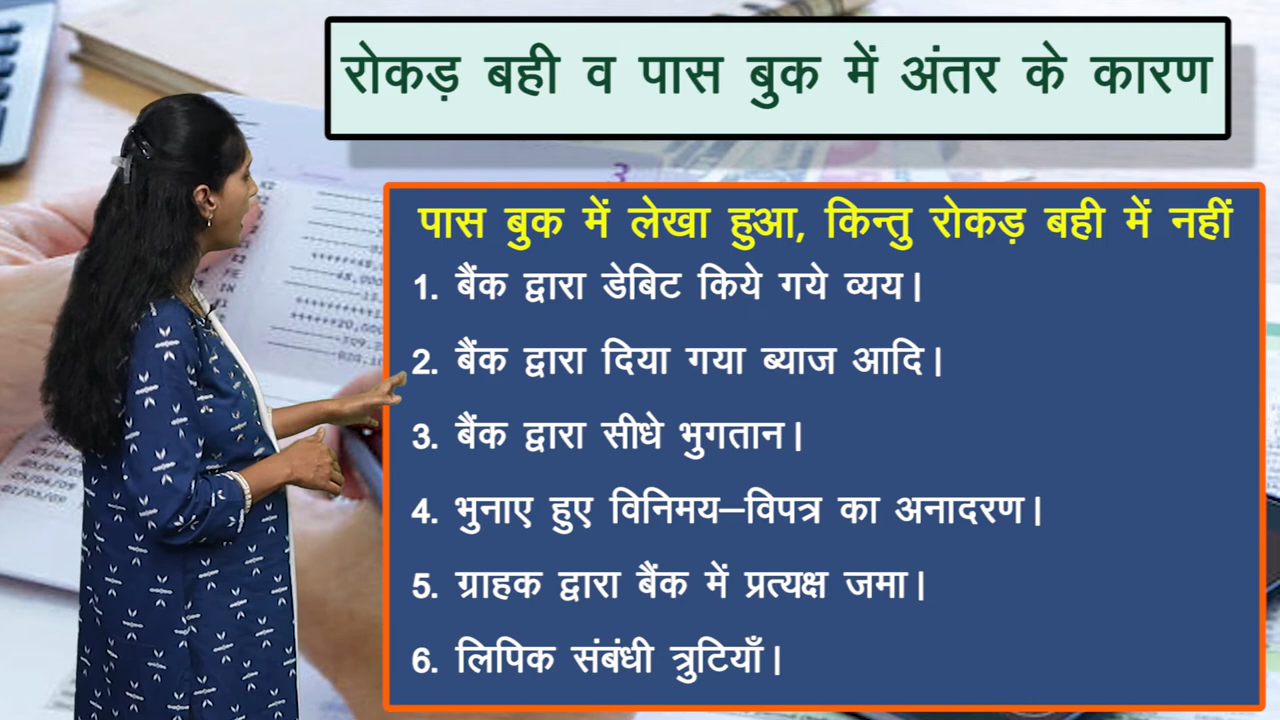 रोकड़ बही व पास बुक में अंतर के कारण
पास बुक में लेखा हुआ, किन्तु रोकड़ बही में नहीं
1. बैंक द्वारा डेबिट किये गये व्यय।
2. बैंक द्वारा दिया गया ब्याज आदि।
3. बैंक द्वारा सीधे भुगतान।
4. भुनाए हुए विनिमय–विपत्र का अनादरण।
5. ग्राहक द्वारा बैंक में प्रत्यक्ष जमा।
6. लिपिक संबंधी त्रुटियाँ।